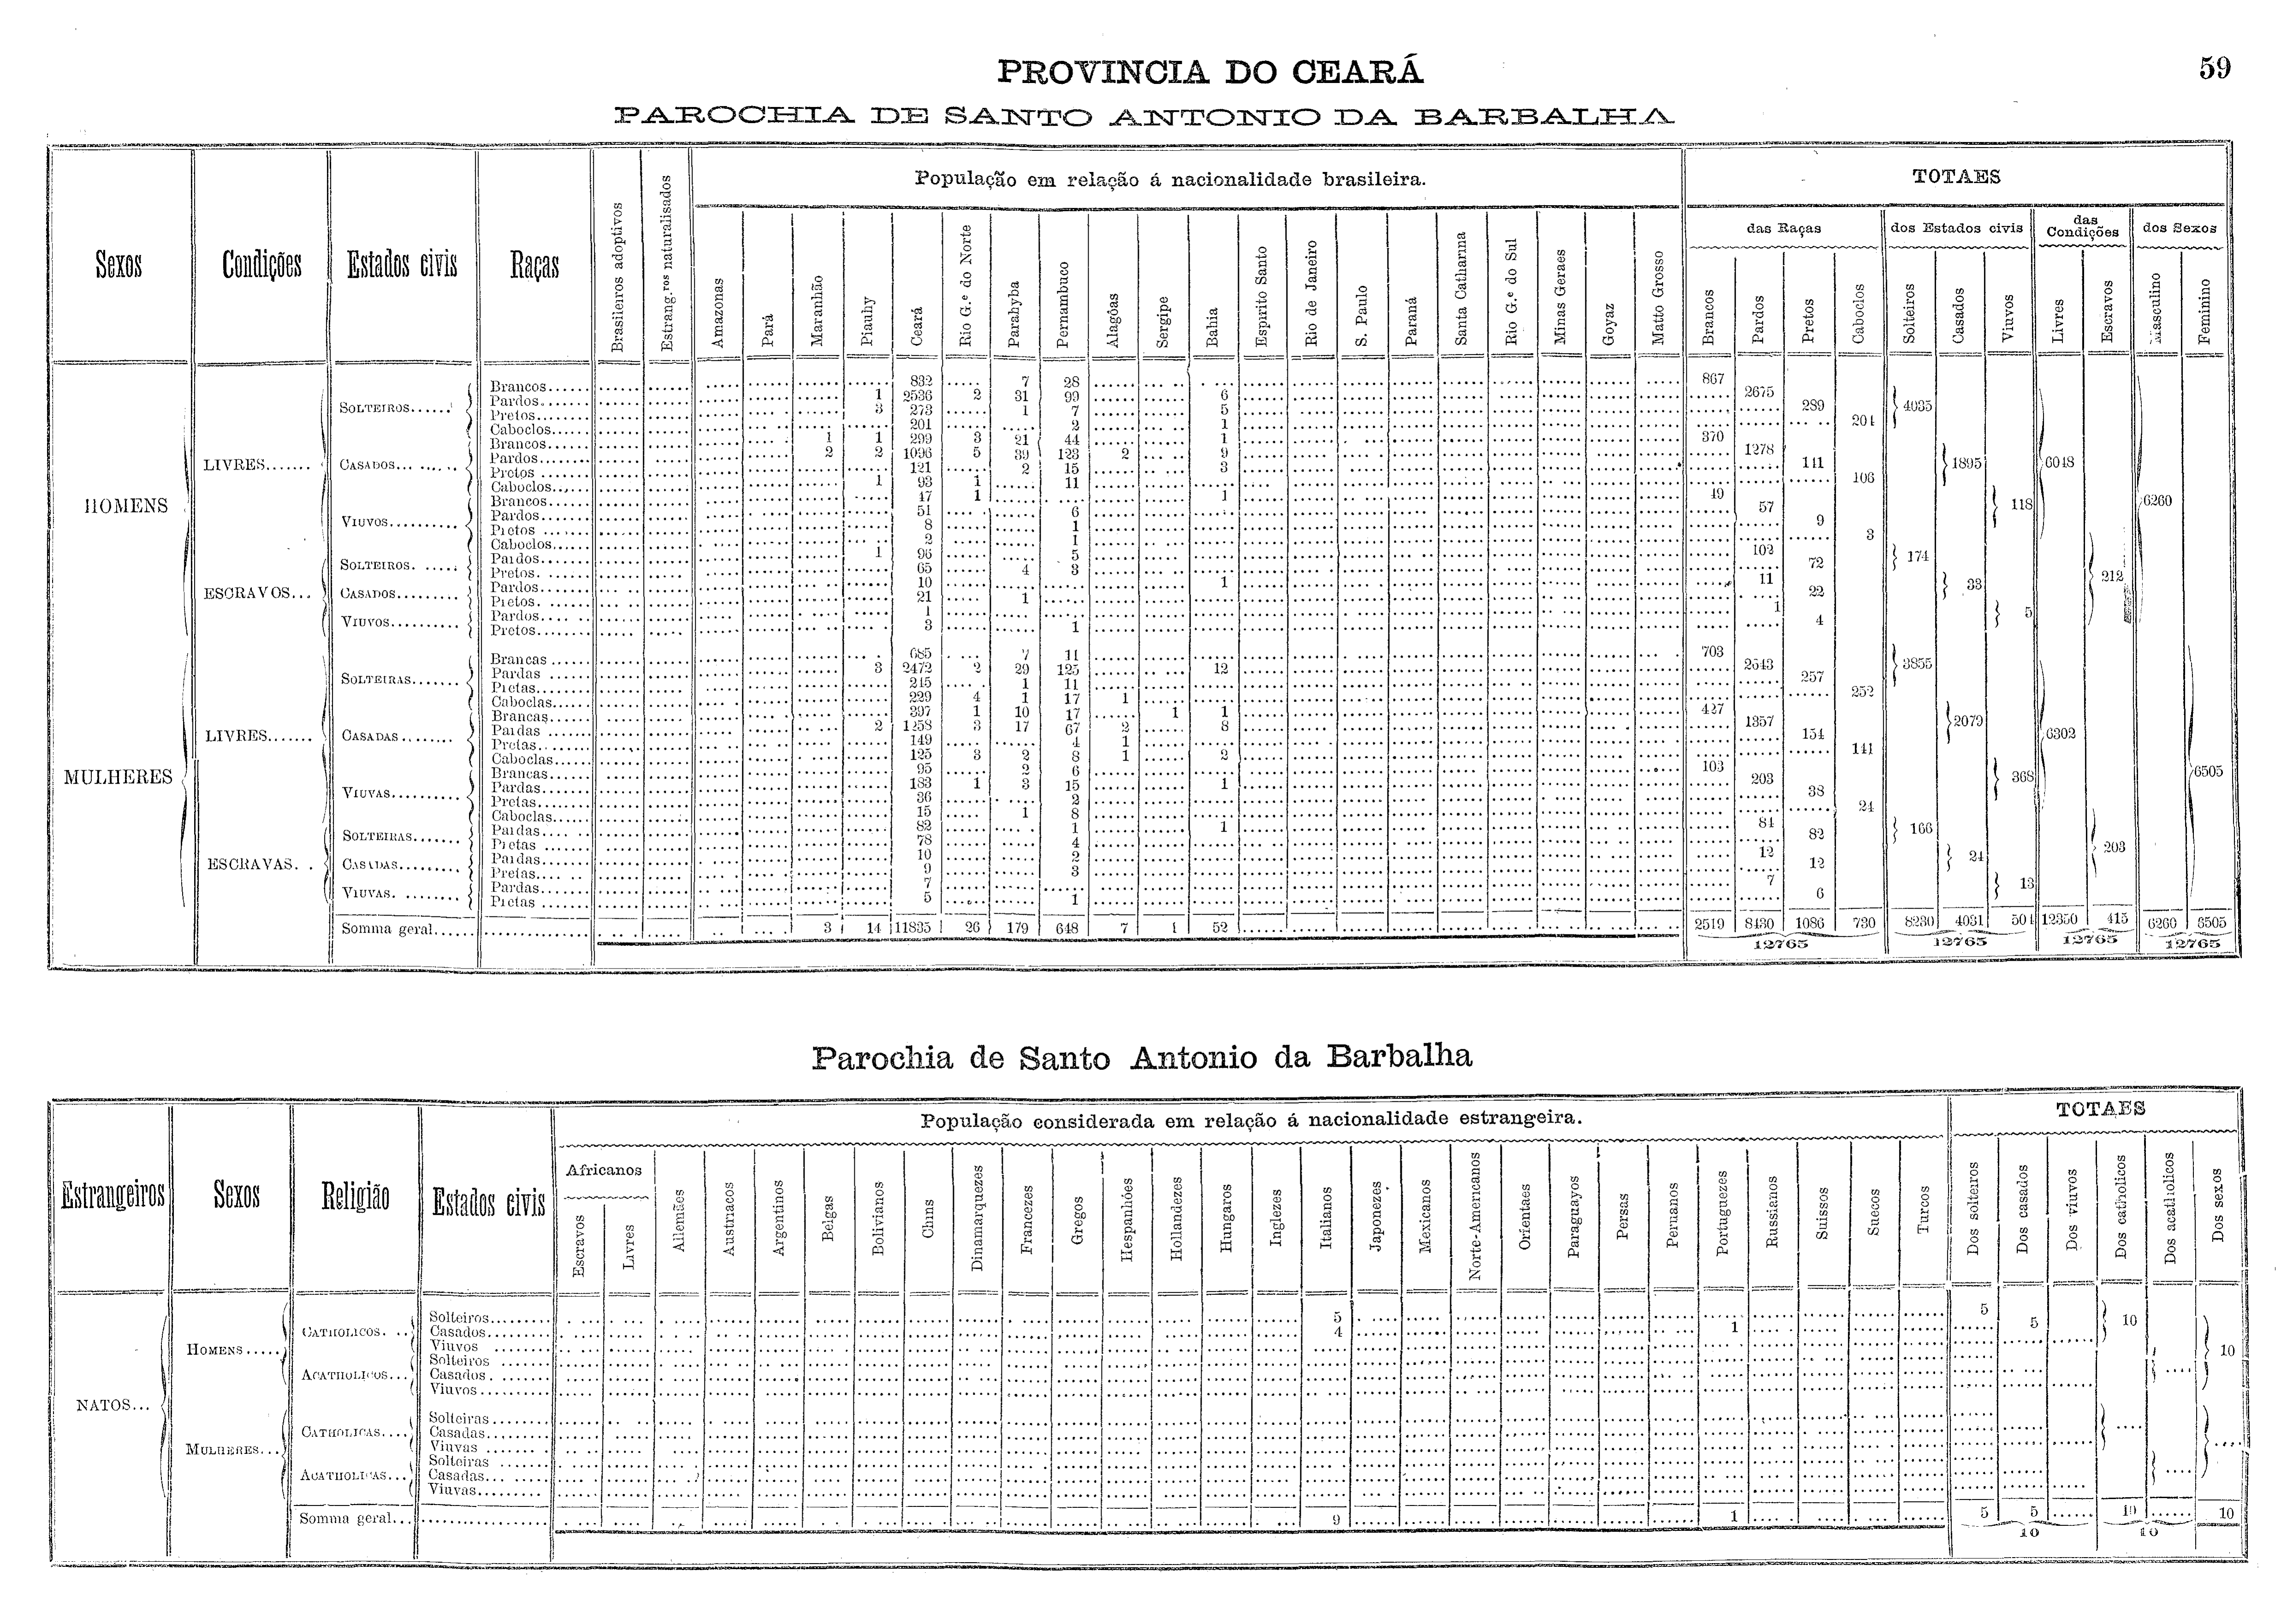 PROVINCIA DO CEARÁ
59
PAROCHIA DE SANTO ANTONIO DA BARBALHA
Sexos Condições Estados civis Raças Brasileiros adoptivos Estrang.ros naturalisados População em relação á nacionalidade brasileira. TOTAES
das Raças dos Estados civis das Condições dos Sexos
Amazonas Pará Maranhão Piauhy Ceará Rio G.e do Norte Parahyba Pernambuco Alagôas Sergipe Bahia Espirito Santo Rio de Janeiro S. Paulo Paraná Santa Catharina Rio G.e do Sul Minas Geraes Goyaz Matto Grosso Brancos Pardos Pretos Caboclos Solteiros Casados Viuvos Livres Escravos Masculino Feminino
HOMENS LIVRES SOLTEIROS Brancos 832 7 28 867
Pardos 1 2536 2 31 99 6 2675
Pretos 3 273 1 7 5 289 4035
Caboclos 201 2 1 204
CASADOS Brancos 1 1 299 3 21 44 1 370
Pardos 2 2 1096 5 39 123 2 9 1278
Pretos 121 2 15 3 141 1895 6048
Caboclos 1 93 1 11 106
VIUVOS Brancos 47 1 1 49
Pardos 51 6 57 118 6260
Pretos 8 1 9
Caboclos 2 1 3
ESCRAVOS SOLTEIROS Pardos 1 96 5 102
Pretos 65 4 3 72 174
CASADOS Pardos 10 1 11
Pretos 21 1 22 33 212
VIUVOS Pardos 1 1
Pretos 3 1 4 5
MULHERES LIVRES SOLTEIRAS Brancas 685 7 11 703
Pardas 3 2472 2 29 125 12 2643
Pretas 245 1 11 257 3855
Caboclas 229 4 1 17 1 252
CASADAS Brancas 397 1 10 17 1 1 427
Pardas 2 1258 3 17 67 2 8 1357
Pretas 149 4 1 154 2079 6302
Caboclas 125 3 2 8 1 2 141
VIUVAS Brancas 95 2 6 103
Pardas 183 1 3 15 1 203 368 6505
Pretas 36 2 38
Caboclas 15 1 8 24
ESCRAVAS SOLTEIRAS Pardas 82 1 1 84
Pretas 78 4 82 166
CASADAS Pardas 10 2 12
Pretas 9 3 12 24 203
VIUVAS Pardas 7 7
Pretas 5 1 6 13
Somma geral 3 14 11835 26 179 648 7 1 52 2519 8430 1086 730 8230 4031 504 12350 415 6260 6505
12765 12765 12765 12765
Parochia de Santo Antonio da Barbalha
Estrangeiros Sexos Religião Estados civis População considerada em relação á nacionalidade estrangeira. TOTAES
Africanos
Escravos Livres Allemães Austriacos Argentinos Belgas Bolivianos Chins Dinamarquezes Francezes Gregos Hespanhóes Hollandezes Hungaros Inglezes Italianos Japonezes Mexicanos Norte-Americanos Orientaes Paraguayos Persas Peruanos Portuguezes Russianos Suissos Suecos Turcos Dos solteiros Dos casados Dos viuvos Dos catholicos Dos acatholicos Dos sexos
NATOS... HOMENS CATHOLICOS Solteiros 5 5
Casados 4 1 5 10
Viuvos
ACATHOLICOS Solteiros 10
Casados
Viuvos
MULHERES CATHOLICAS Solteiras
Casadas
Viuvas
ACATHOLICAS Solteiras
Casadas
Viuvas
Somma geral 9 1 5 5 10 10
10 10